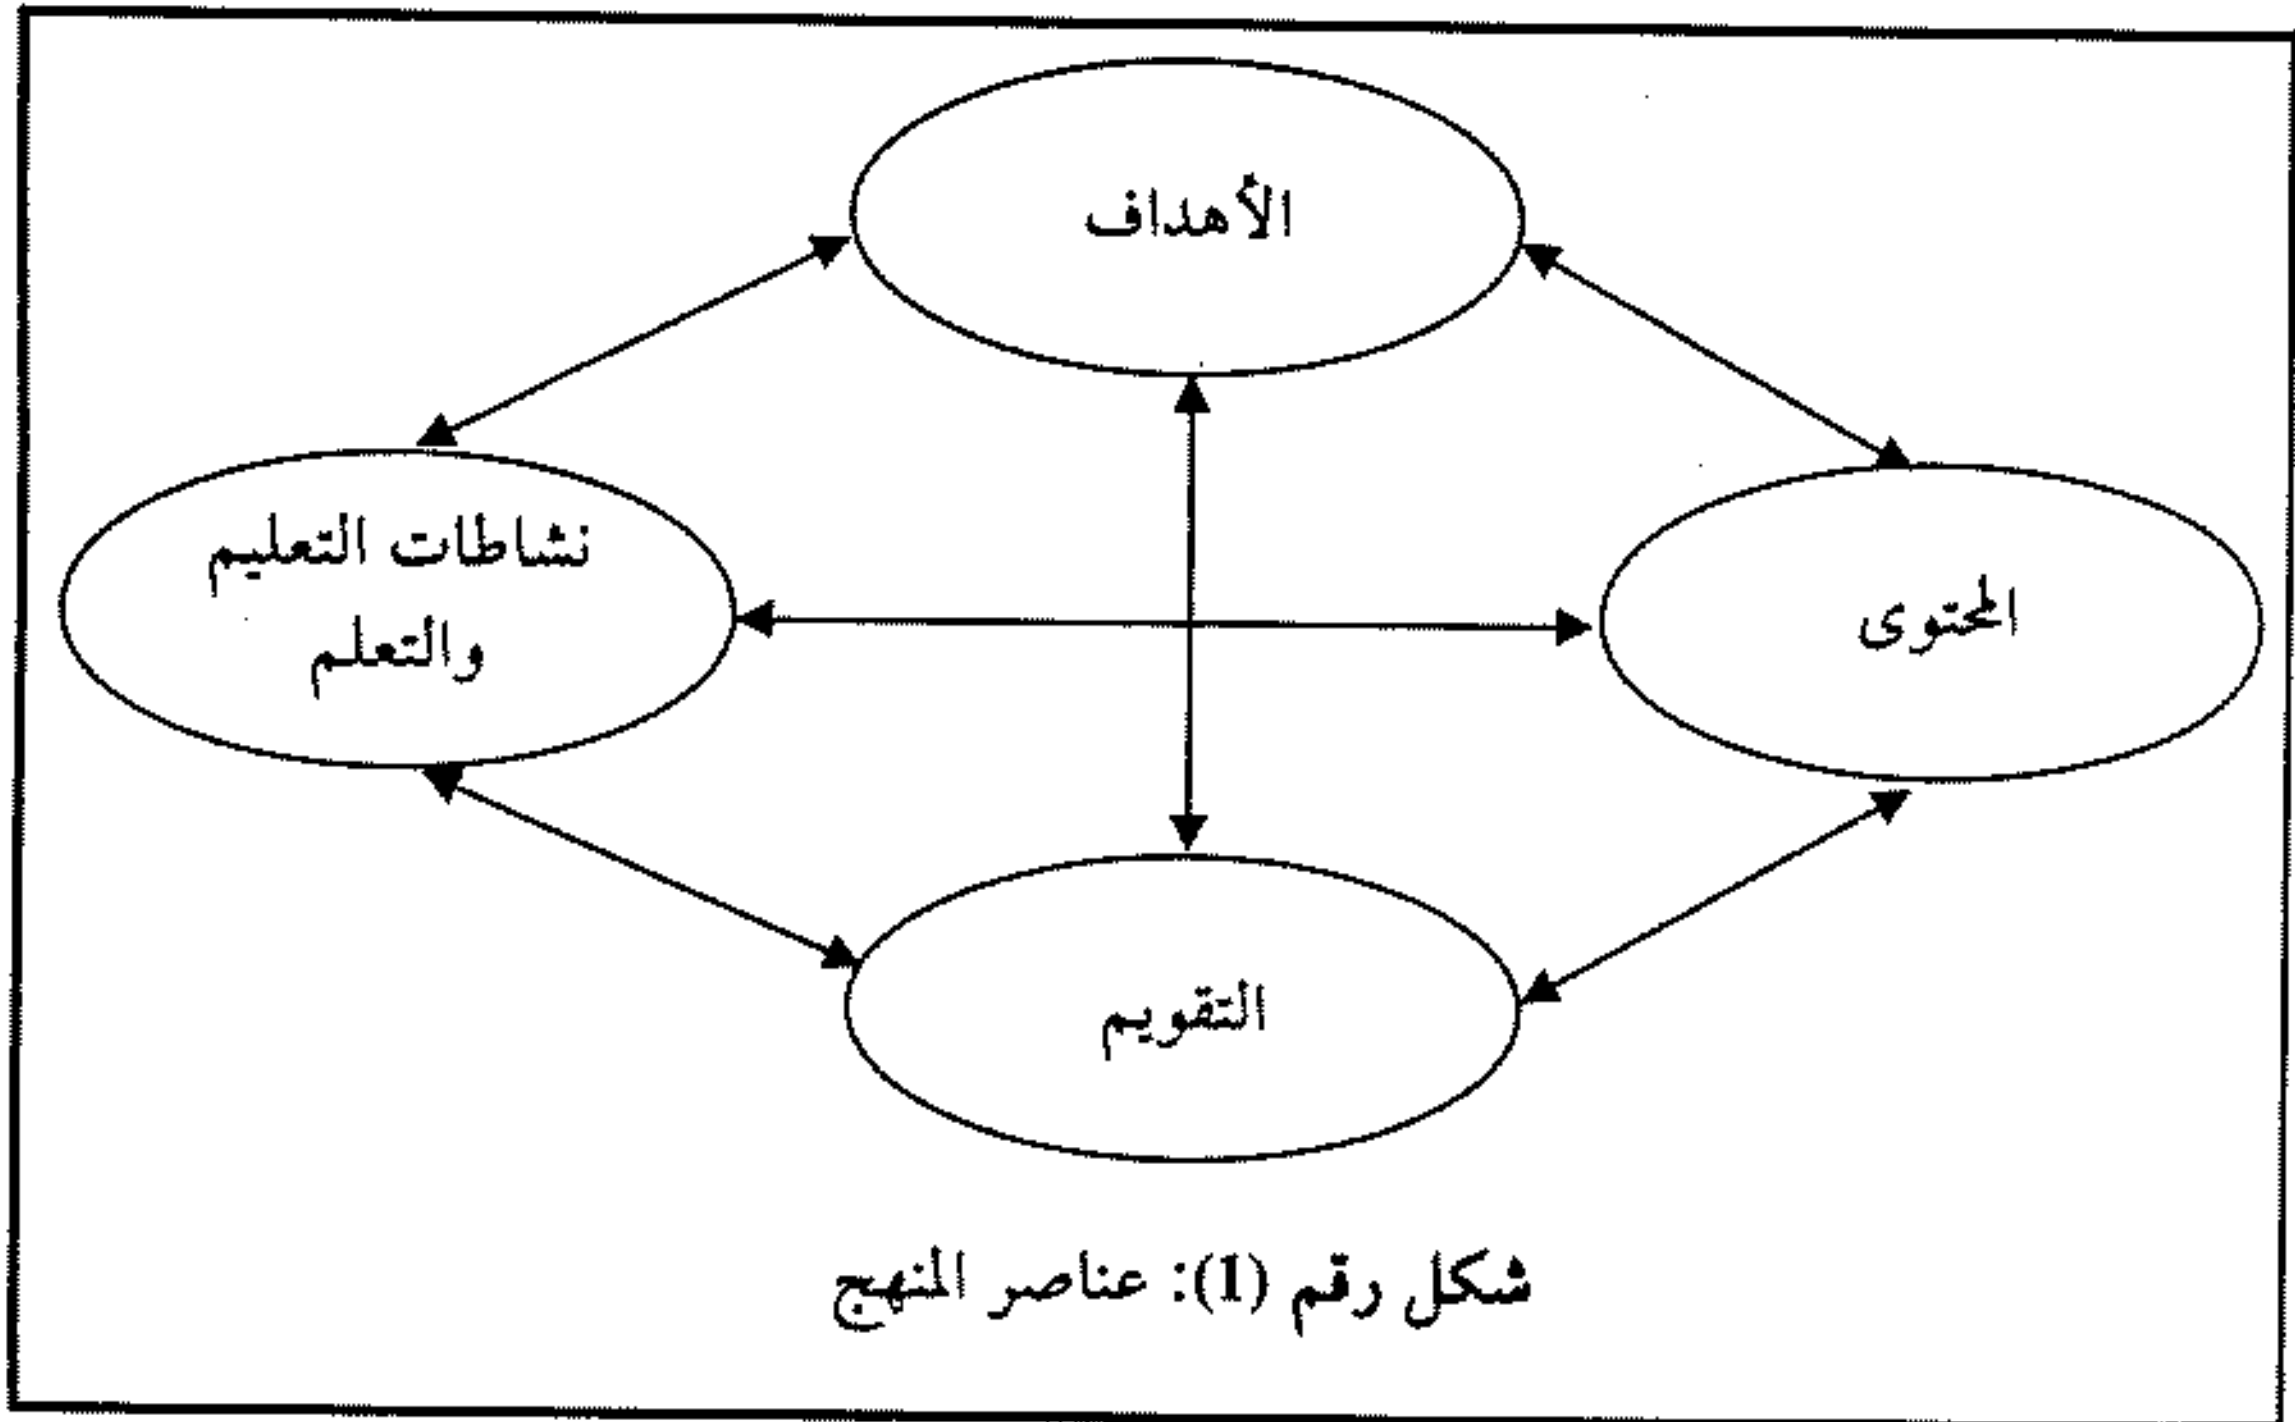 الأهداف
المحتوى
نشاطات التعليم
والتعلم
التقويم
شكل رقم (1): عناصر المنهج